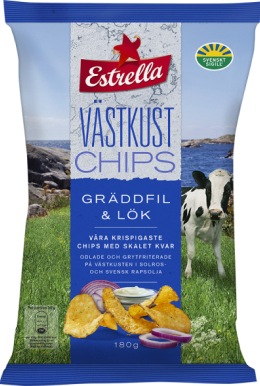 Estrella
SVENSKT
SIGILL
VÄSTKUST
CHIPS
GRÄDDFIL
& LÖK
VÅRA KRISPIGASTE
CHIPS MED SKALET KVAR
ODLADE OCH GRYTFRITERADE
PÅ VÄSTKUSTEN I SOLROS-
OCH SVENSK RAPSOLJA
180g